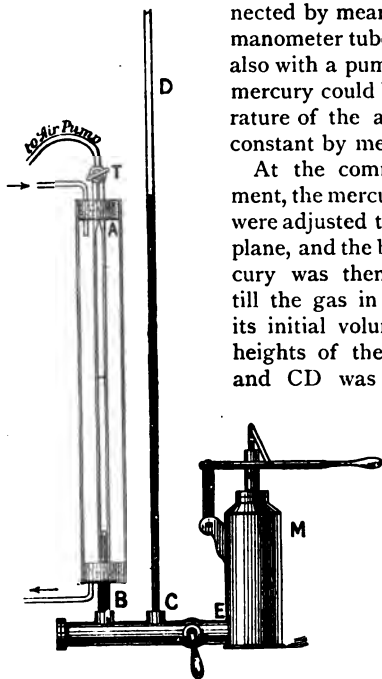 nected by mear
manometer tube
also with a pum
mercury could
rature of the a
constant by me
At the comm
ment, the mercu
were adjusted t
plane, and the b
cury was then
till the gas in
its initial volu
heights of the
and CD was
D
to Air Pump
T
A
M
B
C
E